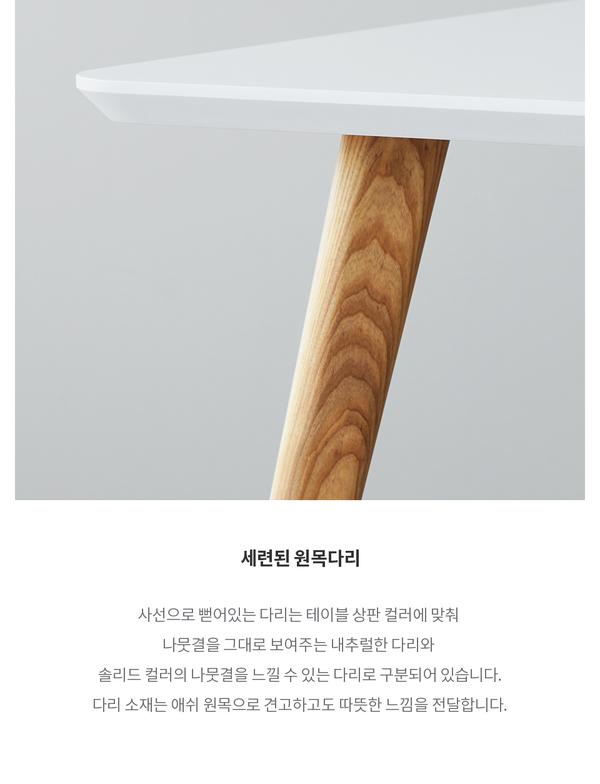 세련된 원목다리
사선으로 뻗어있는 다리는 테이블 상판 컬러에 맞춰
나뭇결을 그대로 보여주는 내추럴한 다리와
솔리드 컬러의 나뭇결을 느낄 수 있는 다리로 구분되어 있습니다.
다리 소재는 애쉬 원목으로 견고하고도 따뜻한 느낌을 전달합니다.